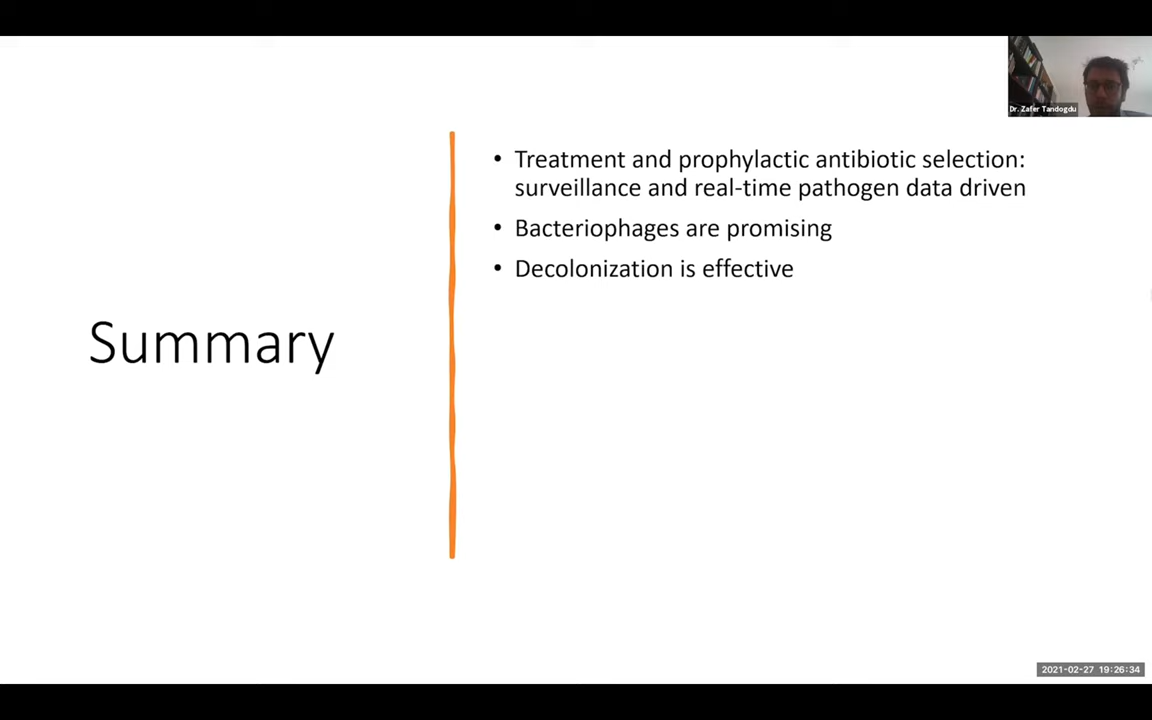 Dr. Zafer Tandogdu
• Treatment and prophylactic antibiotic selection:
surveillance and real-time pathogen data driven
• Bacteriophages are promising
• Decolonization is effective
Summary
2021-02-27 19:26:34